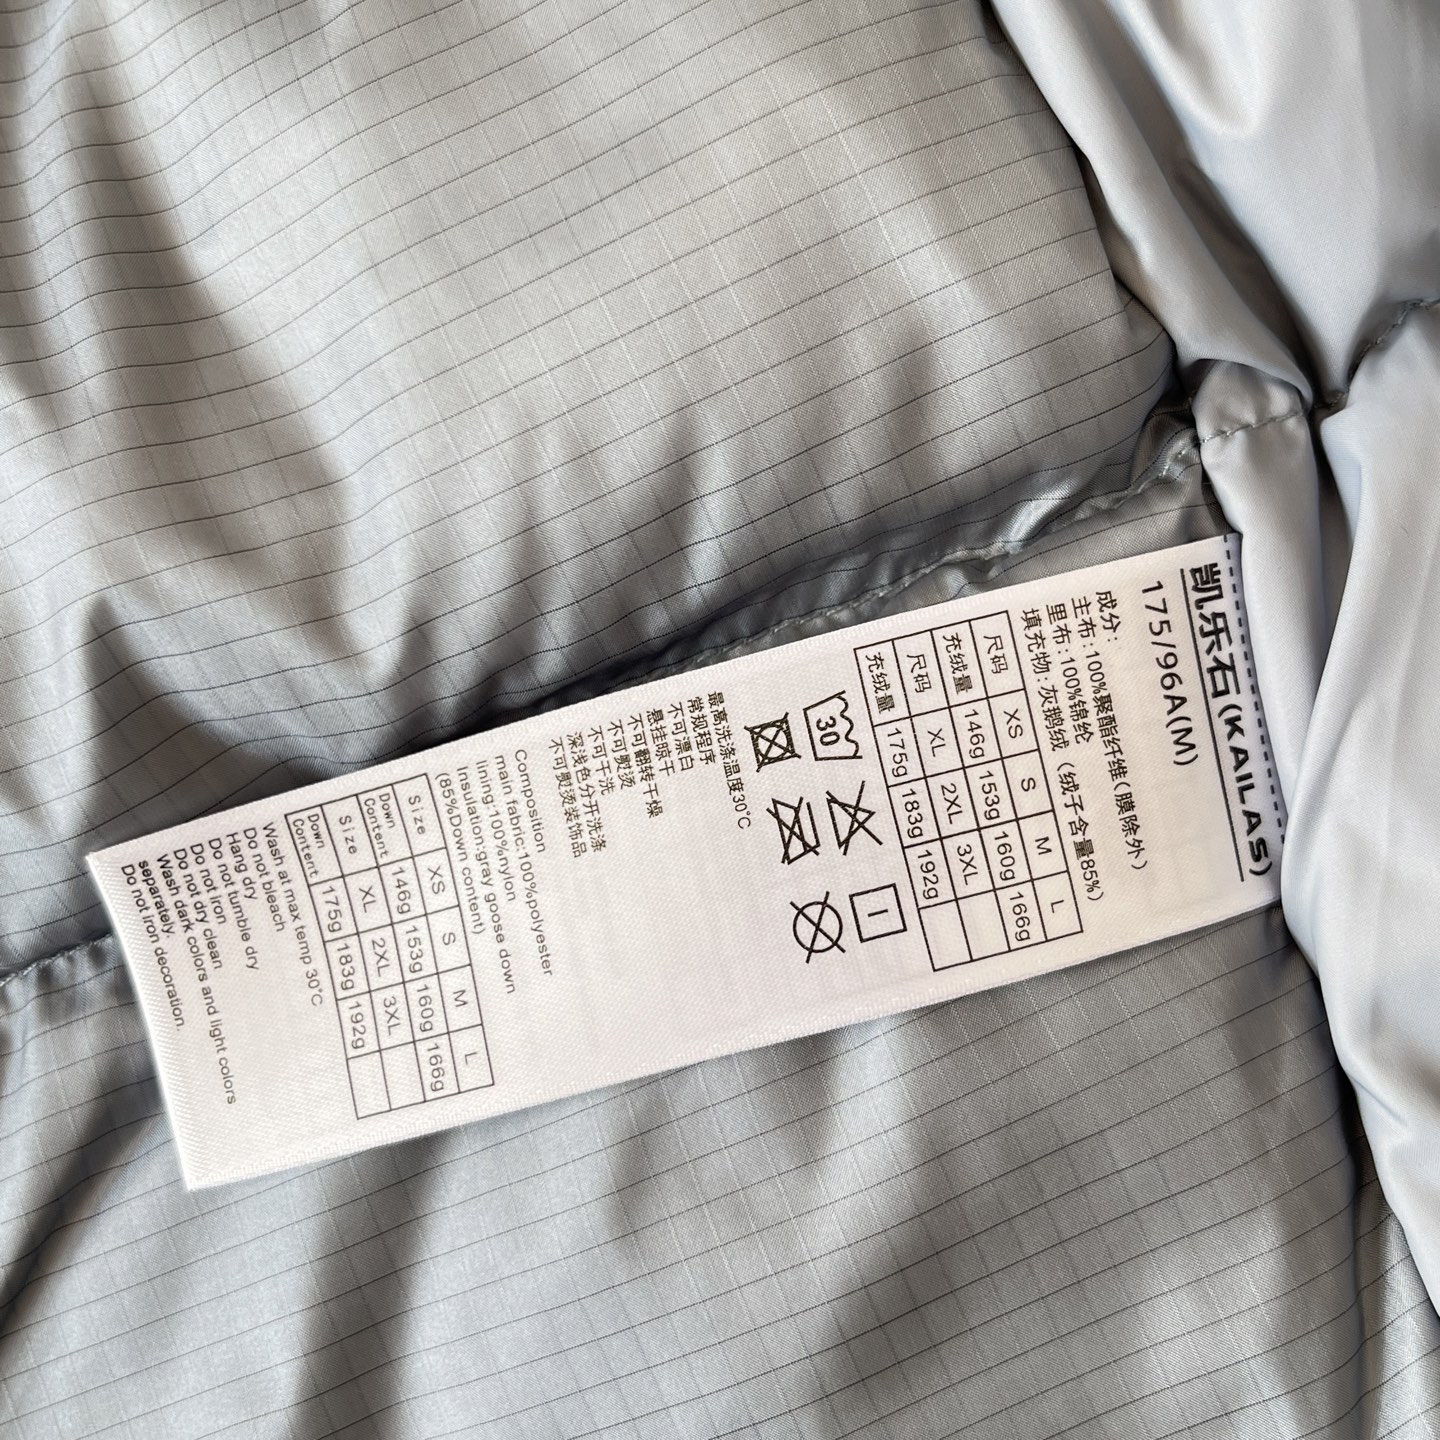 凯乐石(KAILAS)
175/96A(M)
成分:
主布:100%聚酯纤维(膜除外)
里布:100%锦纶
填充物:灰鹅绒(绒子含量85%)
尺码 XS S M L
充绒量 146g 153g 160g 166g
尺码 XL 2XL 3XL
充绒量 175g 183g 192g
30
最高洗涤温度30℃
常规程序
不可漂白
悬挂晾干
不可翻转干燥
不可熨烫
不可干洗
深浅色分开洗涤
不可熨烫装饰品
Composition
main fabric:100%polyester
lining:100%nylon
Insulation:gray goose down
(85%Down content)
Size XS S M L
Down Content 146g 153g 160g 166g
Size XL 2XL 3XL
Down Content 175g 183g 192g
Wash at max temp 30°C
Do not bleach
Hang dry
Do not tumble dry
Do not iron
Do not dry clean
Wash dark colors and light colors
separately.
Do not iron decoration.